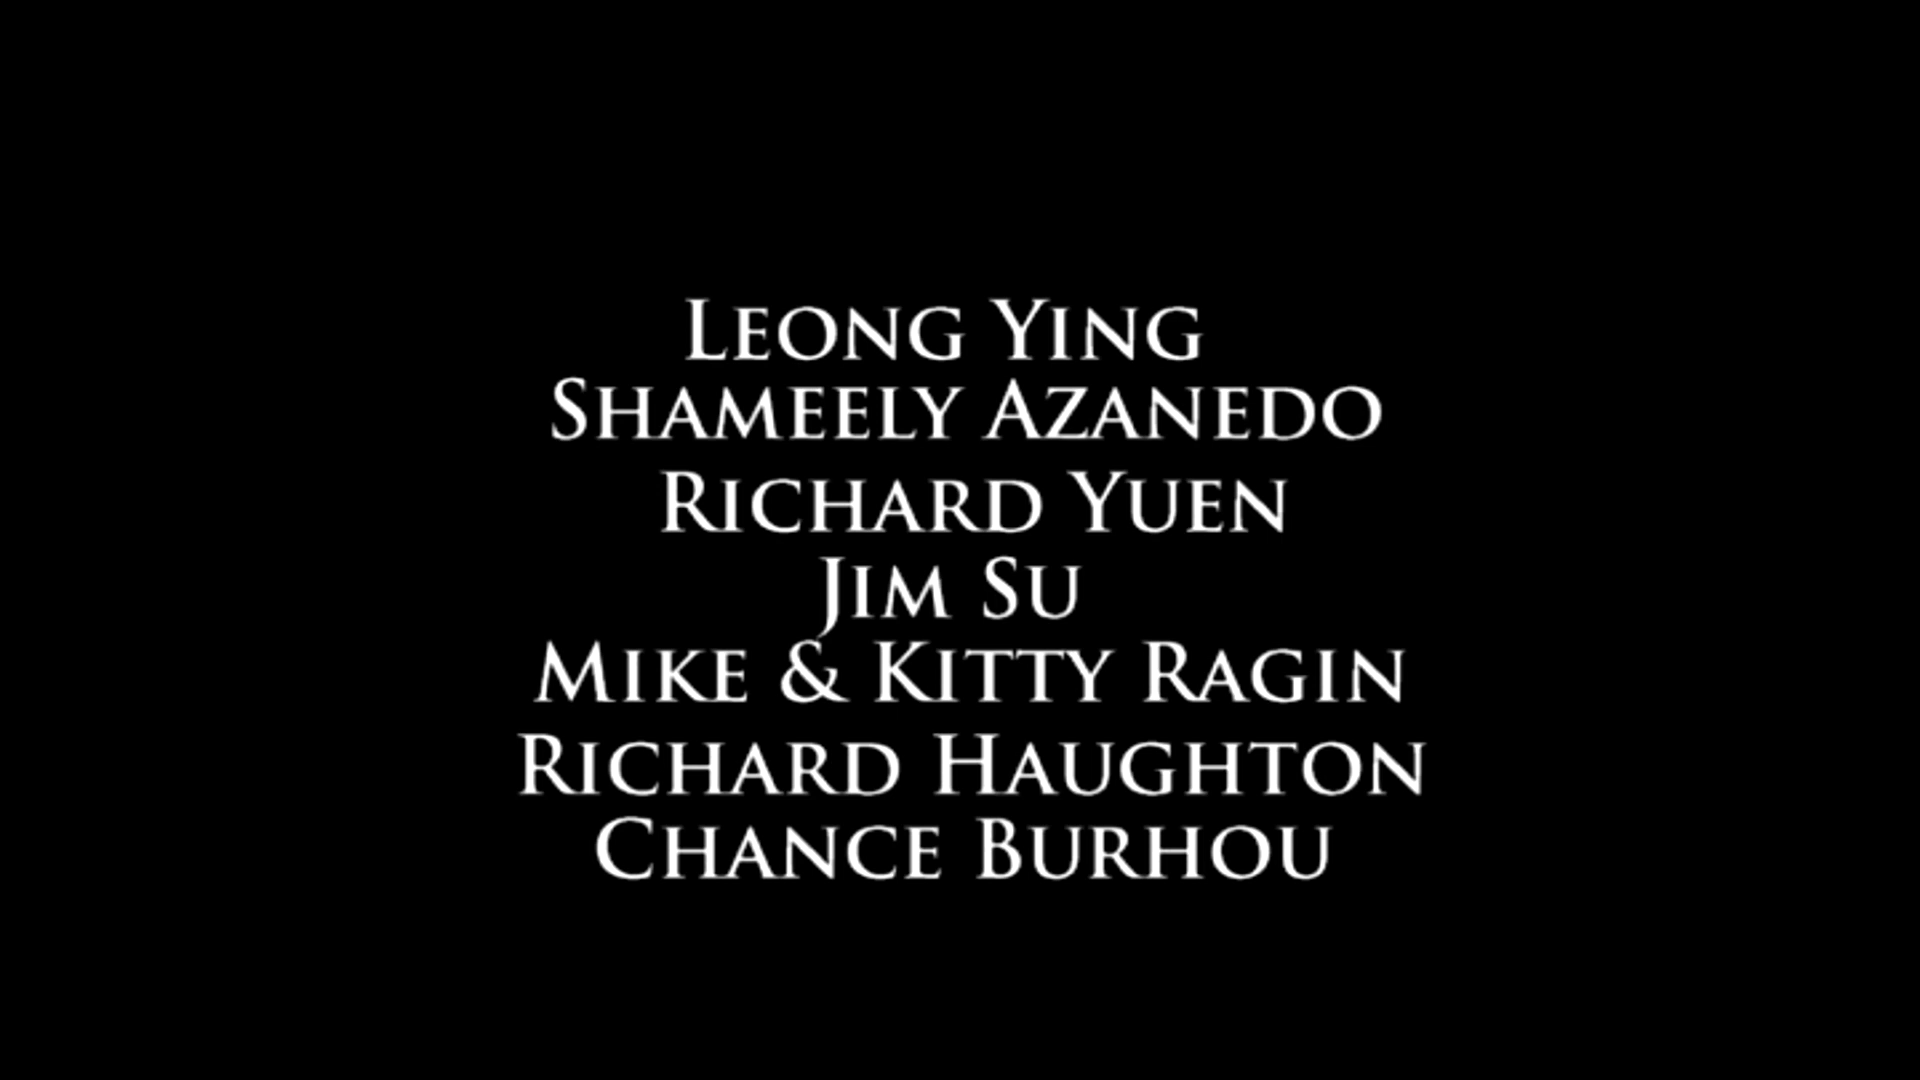 Leong Ying
Shameely Azanedo
Richard Yuen
Jim Su
Mike & Kitty Ragin
Richard Haughton
Chance Burhou